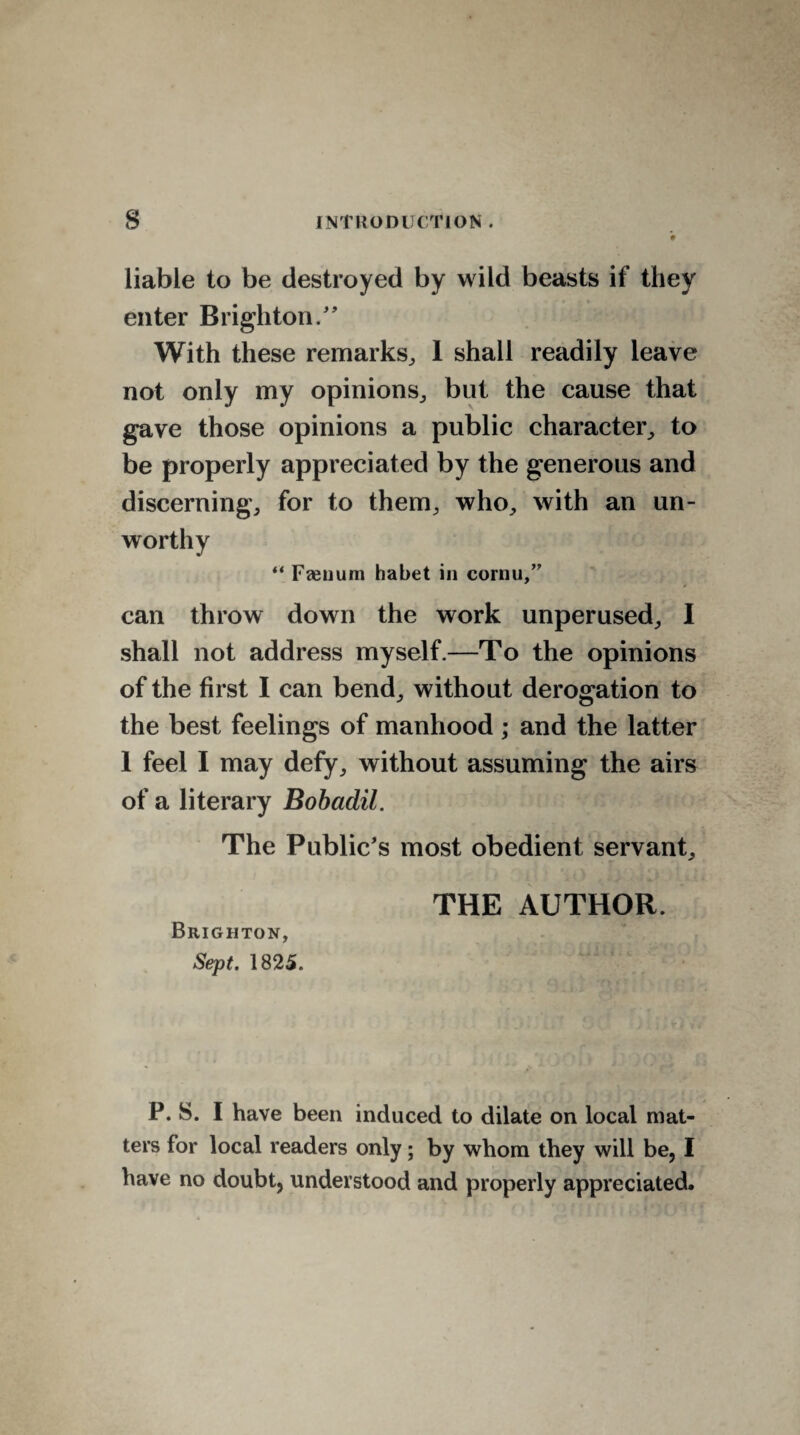 8 INTRODUCTION.
liable to be destroyed by wild beasts if they
enter Brighton."
With these remarks, I shall readily leave
not only my opinions, but the cause that
gave those opinions a public character, to
be properly appreciated by the generous and
discerning, for to them, who, with an un-
worthy
“ Fænum habet in cornu,”
can throw down the work unperused, I
shall not address myself.—To the opinions
of the first I can bend, without derogation to
the best feelings of manhood ; and the latter
I feel I may defy, without assuming the airs
of a literary Bobadil.
The Public's most obedient servant,
THE AUTHOR.
BRIGHTON,
Sept. 1825.
P. S. I have been induced to dilate on local mat-
ters for local readers only ; by whom they will be, I
have no doubt, understood and properly appreciated.